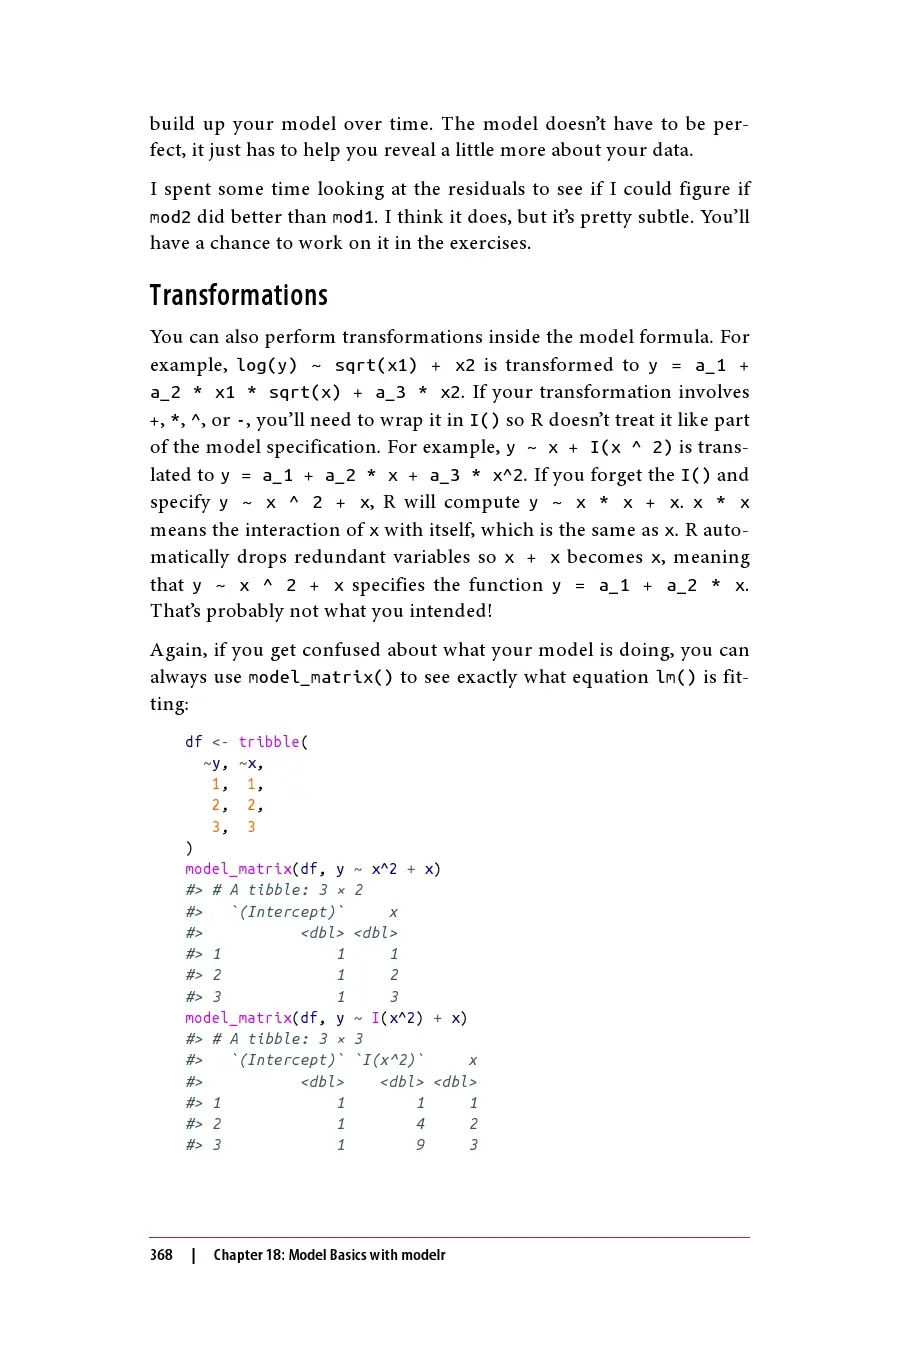 build up your model over time. The model doesn’t have to be per-
fect, it just has to help you reveal a little more about your data.
I spent some time looking at the residuals to see if I could figure if
mod2 did better than mod1. I think it does, but it’s pretty subtle. You’ll
have a chance to work on it in the exercises.
Transformations
You can also perform transformations inside the model formula. For
example, log(y) ~ sqrt(x1) + x2 is transformed to y = a_1 +
a_2 * x1 * sqrt(x) + a_3 * x2. If your transformation involves
+, *, ^, or -, you’ll need to wrap it in I() so R doesn’t treat it like part
of the model specification. For example, y ~ x + I(x ^ 2) is trans-
lated to y = a_1 + a_2 * x + a_3 * x^2. If you forget the I() and
specify y ~ x ^ 2 + x, R will compute y ~ x * x + x. x * x
means the interaction of x with itself, which is the same as x. R auto-
matically drops redundant variables so x + x becomes x, meaning
that y ~ x ^ 2 + x specifies the function y = a_1 + a_2 * x.
That’s probably not what you intended!
Again, if you get confused about what your model is doing, you can
always use model_matrix() to see exactly what equation lm() is fit-
ting:
df <- tribble(
  ~y, ~x,
   1,  1,
   2,  2,
   3,  3
)
model_matrix(df, y ~ x^2 + x)
#> # A tibble: 3 × 2
#>   `(Intercept)`     x
#>           <dbl> <dbl>
#> 1             1     1
#> 2             1     2
#> 3             1     3
model_matrix(df, y ~ I(x^2) + x)
#> # A tibble: 3 × 3
#>   `(Intercept)` `I(x^2)`     x
#>           <dbl>    <dbl> <dbl>
#> 1             1        1     1
#> 2             1        4     2
#> 3             1        9     3
368 | Chapter 18: Model Basics with modelr